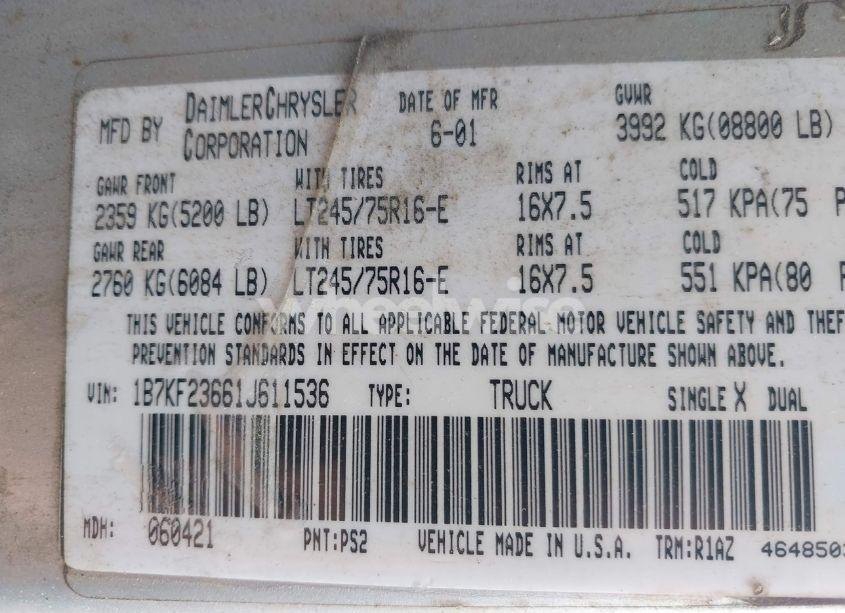 MFD BY DAIMLERCHRYSLER CORPORATION DATE OF MFR 6-01 GVWR 3992 KG(08800 LB)
GAWR FRONT WITH TIRES RIMS AT COLD
2359 KG(5200 LB) LT245/75R16-E 16X7.5 517 KPA(75 P
GAWR REAR WITH TIRES RIMS AT COLD
2760 KG(6084 LB) LT245/75R16-E 16X7.5 551 KPA(80 P
THIS VEHICLE CONFORMS TO ALL APPLICABLE FEDERAL MOTOR VEHICLE SAFETY AND THEF
PREVENTION STANDARDS IN EFFECT ON THE DATE OF MANUFACTURE SHOWN ABOVE.
VIN: 1B7KF23661J611536 TYPE: TRUCK SINGLE X DUAL
MDH: 060421 PNT:PS2 VEHICLE MADE IN U.S.A. TRM:R1AZ 4648503